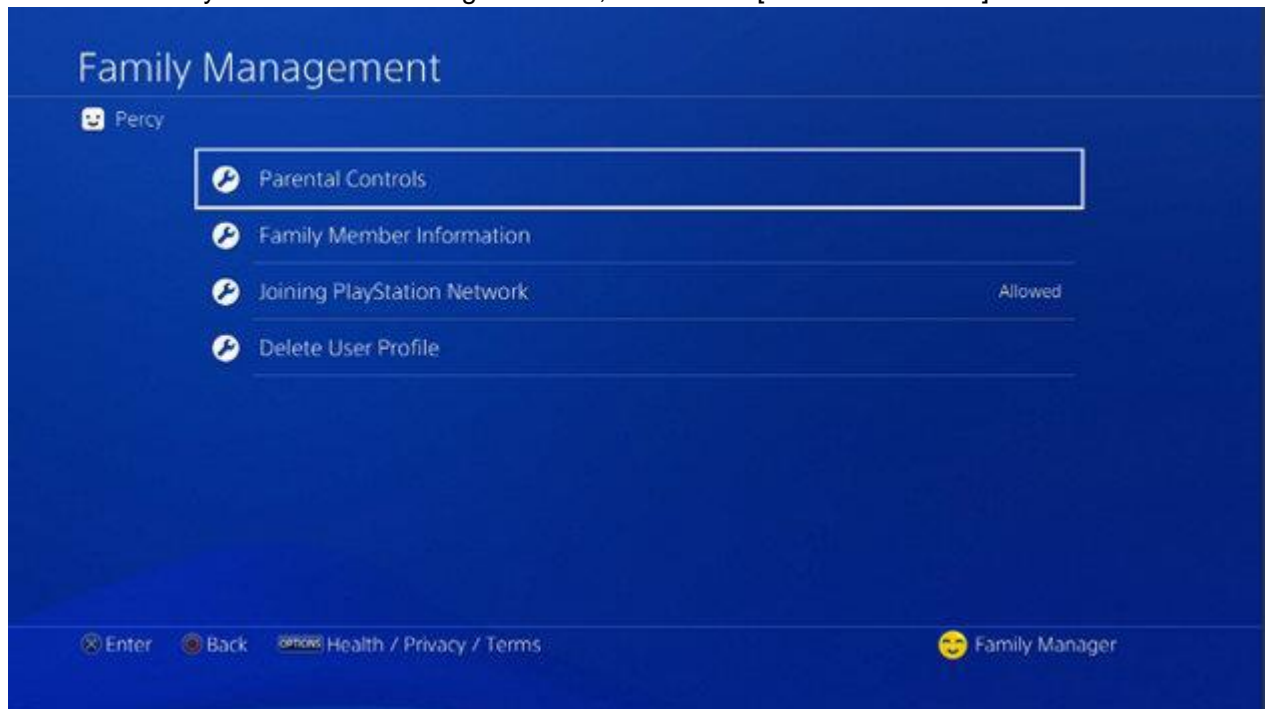 Family Management
Percy
Parental Controls
Family Member Information
Joining PlayStation Network Allowed
Delete User Profile
Enter Back OPTIONS Health / Privacy / Terms Family Manager